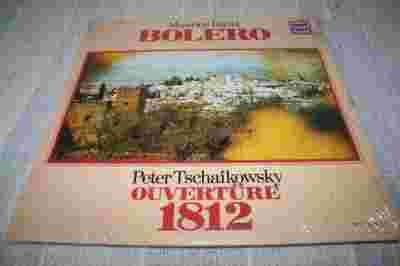 Maurice Ravel
BOLERO
Peter Tschaikowsky
OUVERTÜRE
1812